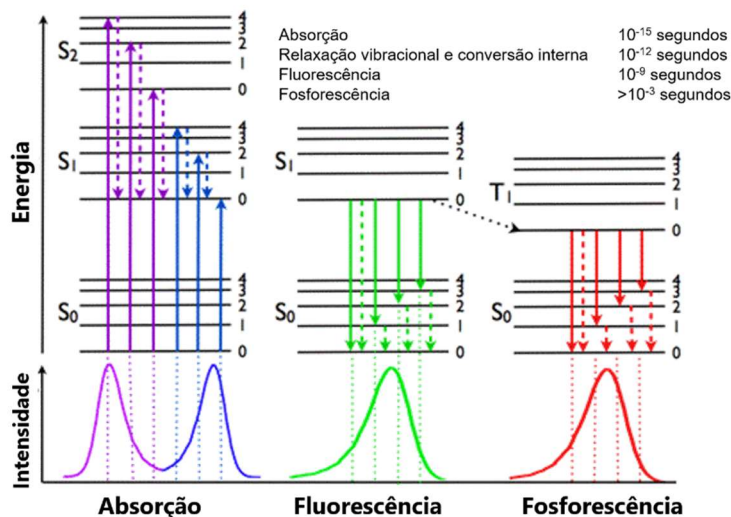 Absorção 10⁻¹⁵ segundos
Relaxação vibracional e conversão interna 10⁻¹² segundos
Fluorescência 10⁻⁹ segundos
Fosforescência >10⁻³ segundos
Energia
S₂
4
3
2
1
0
S₁
4
3
2
1
0
S₀
4
3
2
1
0
S₁
4
3
2
1
0
S₀
4
3
2
1
0
T₁
4
3
2
1
0
S₀
4
3
2
1
0
Intensidade
Absorção
Fluorescência
Fosforescência